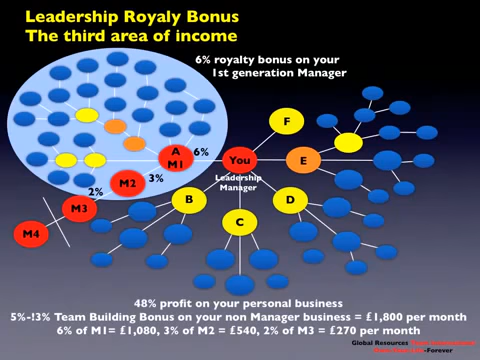 Leadership Royaly Bonus
The third area of income
6% royalty bonus on your
1st generation Manager
F
A
M1
6%
You
E
3%
M2
Leadership
Manager
2%
M3
B
D
C
M4
48% profit on your personal business
5%-!3% Team Building Bonus on your non Manager business = £1,800 per month
6% of M1= £1,080, 3% of M2 = £540, 2% of M3 = £270 per month
Global Resources
-Forever